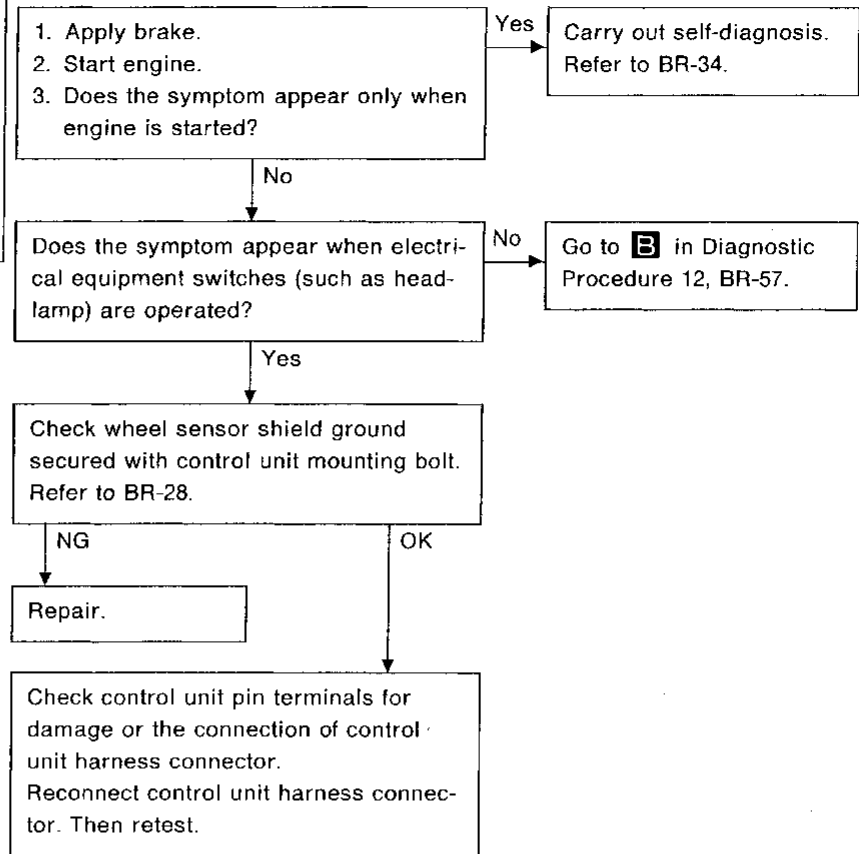 1. Apply brake.
2. Start engine.
3. Does the symptom appear only when
engine is started?
Yes
Carry out self-diagnosis.
Refer to BR-34.
No
Does the symptom appear when electri-
cal equipment switches (such as head-
lamp) are operated?
No
Go to B in Diagnostic
Procedure 12, BR-57.
Yes
Check wheel sensor shield ground
secured with control unit mounting bolt.
Refer to BR-28.
NG
OK
Repair.
Check control unit pin terminals for
damage or the connection of control
unit harness connector.
Reconnect control unit harness connec-
tor. Then retest.